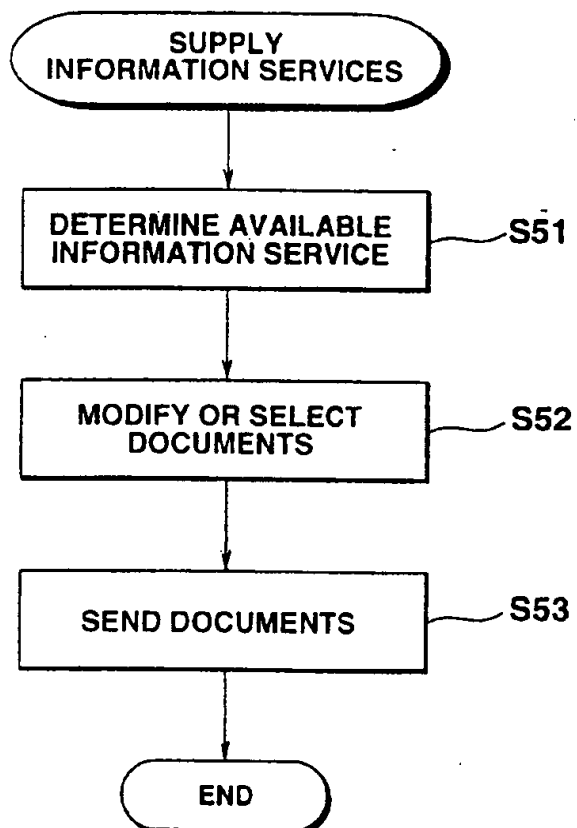 SUPPLY
INFORMATION SERVICES
DETERMINE AVAILABLE
INFORMATION SERVICE
S51
MODIFY OR SELECT
DOCUMENTS
S52
SEND DOCUMENTS
S53
END